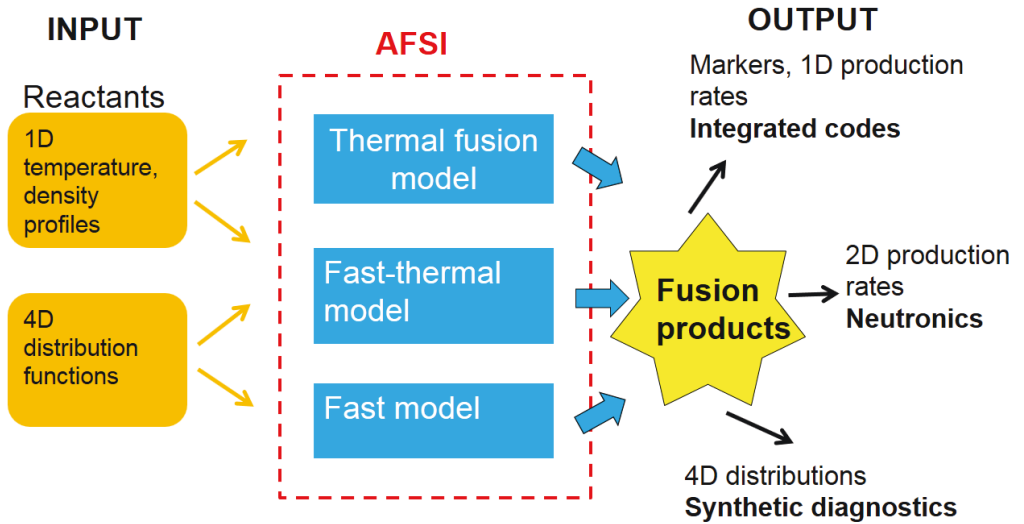 INPUT
Reactants
1D
temperature,
density
profiles
4D
distribution
functions
AFSI
Thermal fusion
model
Fast-thermal
model
Fast model
Fusion
products
OUTPUT
Markers, 1D production
rates
Integrated codes
2D production
rates
Neutronics
4D distributions
Synthetic diagnostics